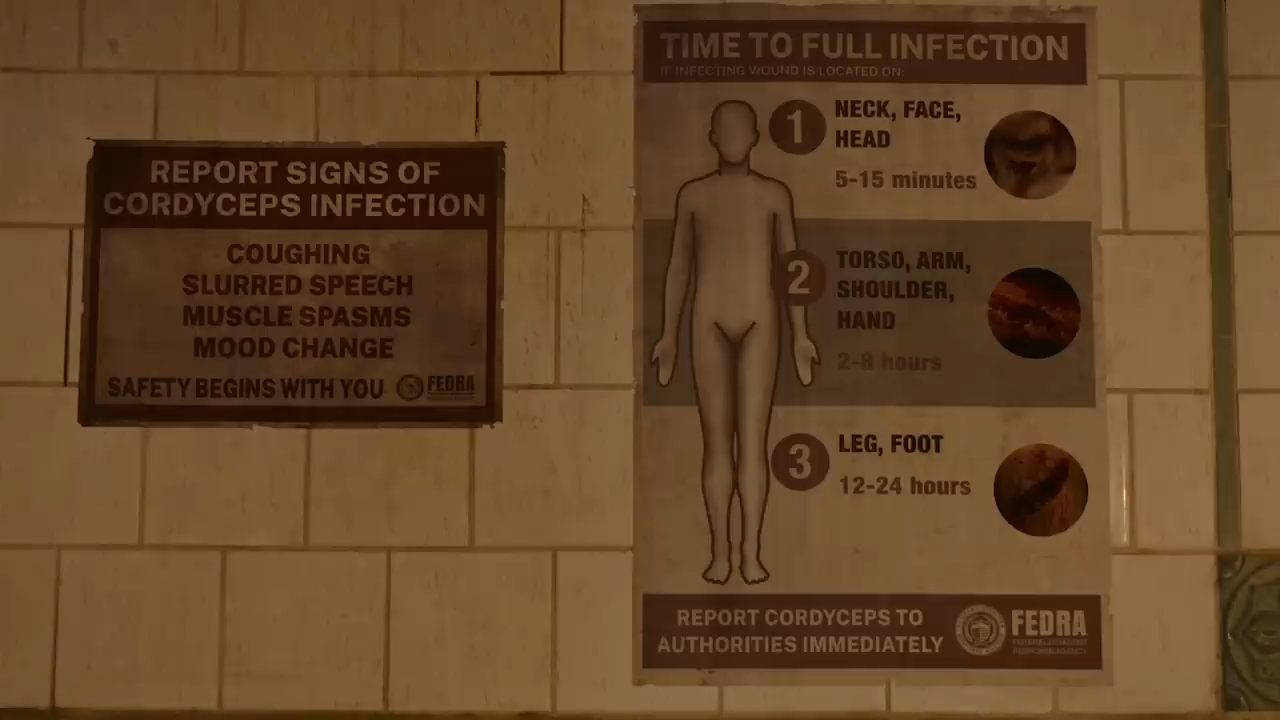 REPORT SIGNS OF
CORDYCEPS INFECTION
COUGHING
SLURRED SPEECH
MUSCLE SPASMS
MOOD CHANGE
SAFETY BEGINS WITH YOU
FEDRA
TIME TO FULL INFECTION
IF INFECTING WOUND IS LOCATED ON:
1
NECK, FACE,
HEAD
5-15 minutes
2
TORSO, ARM,
SHOULDER,
HAND
2-8 hours
3
LEG, FOOT
12-24 hours
REPORT CORDYCEPS TO
AUTHORITIES IMMEDIATELY
FEDRA
FEDERAL DISASTER
RESPONSE AGENCY